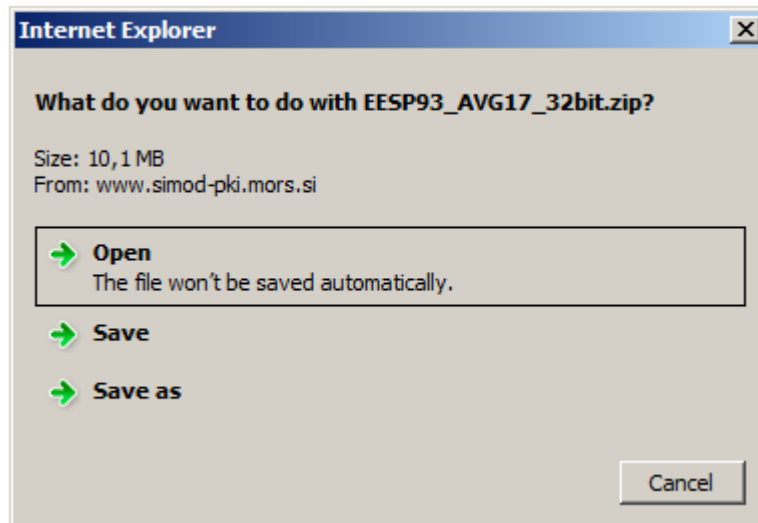 Internet Explorer
What do you want to do with EESP93_AVG17_32bit.zip?
Size: 10,1 MB
From: www.simod-pki.mors.si
Open
The file won't be saved automatically.
Save
Save as
Cancel